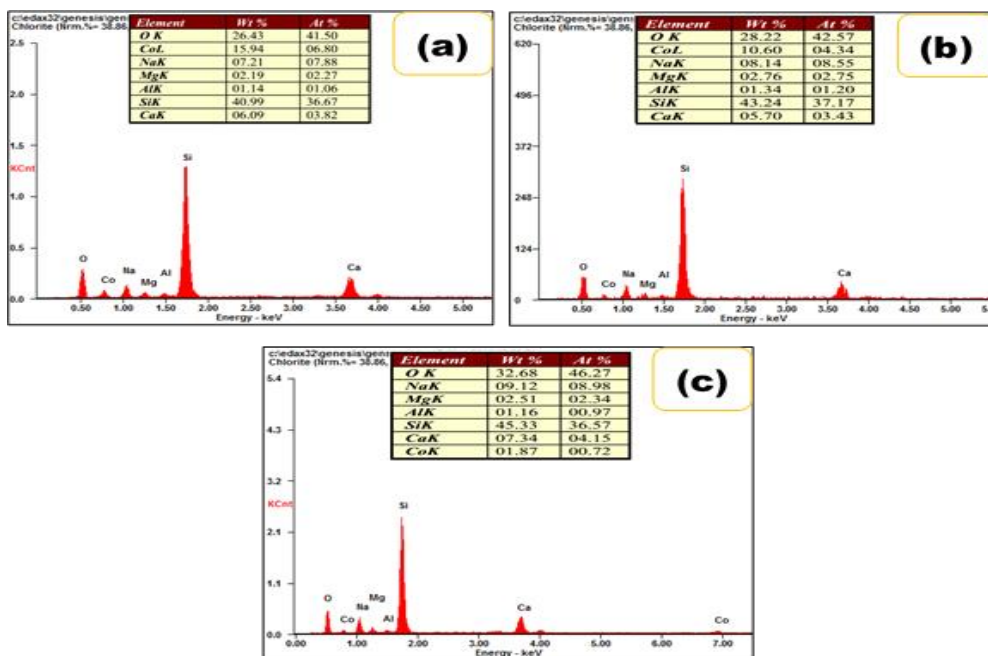 c:\edax32\genesis\genes
Chlorite (Nrm.%= 38.86,
(a)
Element Wt % At %
O K 26.43 41.50
CoL 15.94 06.80
NaK 07.21 07.88
MgK 02.19 02.27
AlK 01.14 01.06
SiK 40.99 36.67
CaK 06.09 03.82
2.5
2.0
1.5
KCnt
1.0
0.5
0.0
Si
O
Co
Na
Mg
Al
Ca
0.50 1.00 1.50 2.00 2.50 3.00 3.50 4.00 4.50 5.00
Energy - keV
c:\edax32\genesis\gene
Chlorite (Nrm.%= 38.86,
(b)
Element Wt % At %
O K 28.22 42.57
CoL 10.60 04.34
NaK 08.14 08.55
MgK 02.76 02.75
AlK 01.34 01.20
SiK 43.24 37.17
CaK 05.70 03.43
620
496
372
248
124
0
Si
O
Co
Na
Mg
Al
Ca
0.50 1.00 1.50 2.00 2.50 3.00 3.50 4.00 4.50 5.00
Energy - keV
c:\edax32\genesis\gens
Chlorite (Nrm.%= 38.86,
(c)
Element Wt % At %
O K 32.68 46.27
NaK 09.12 08.98
MgK 02.51 02.34
AlK 01.16 00.97
SiK 45.33 36.57
CaK 07.34 04.15
CoK 01.87 00.72
5.4
4.3
3.2
KCnt
2.1
1.1
0.0
Si
O
Co
Na
Mg
Al
Ca
Co
0.00 1.00 2.00 3.00 4.00 5.00 6.00 7.00
Energy - keV